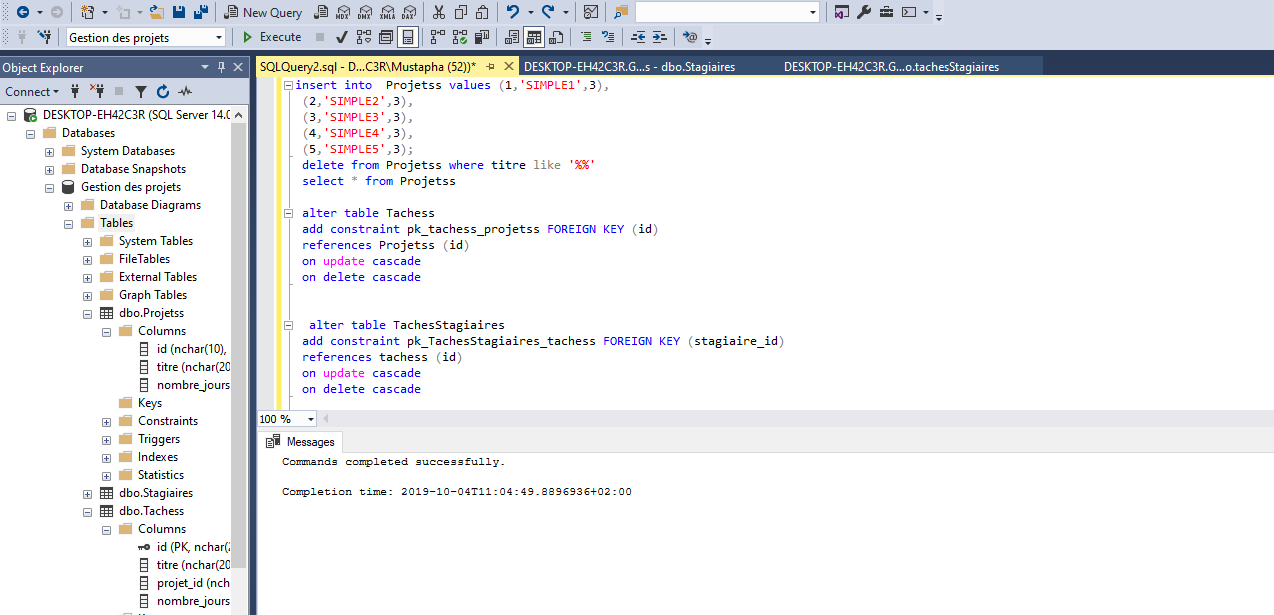 New Query
MDX
DMX
XMLA
DAX
Gestion des projets
Execute
Object Explorer
Connect
DESKTOP-EH42C3R (SQL Server 14.0
Databases
System Databases
Database Snapshots
Gestion des projets
Database Diagrams
Tables
System Tables
FileTables
External Tables
Graph Tables
dbo.Projetss
Columns
id (nchar(10),
titre (nchar(20
nombre_jours
Keys
Constraints
Triggers
Indexes
Statistics
dbo.Stagiaires
dbo.Tachess
Columns
id (PK, nchar(2
titre (nchar(20
projet_id (nch
nombre_jours
SQLQuery2.sql - D...C3R\Mustapha (52))*
DESKTOP-EH42C3R.G...s - dbo.Stagiaires
DESKTOP-EH42C3R.G...o.tachesStagiaires
insert into  Projetss values (1,'SIMPLE1',3),
(2,'SIMPLE2',3),
(3,'SIMPLE3',3),
(4,'SIMPLE4',3),
(5,'SIMPLE5',3);
delete from Projetss where titre like '%%'
select * from Projetss
alter table Tachess
add constraint pk_tachess_projetss FOREIGN KEY (id)
references Projetss (id)
on update cascade
on delete cascade
alter table TachesStagiaires
add constraint pk_TachesStagiaires_tachess FOREIGN KEY (stagiaire_id)
references tachess (id)
on update cascade
on delete cascade
100 %
Messages
Commands completed successfully.
Completion time: 2019-10-04T11:04:49.8896936+02:00